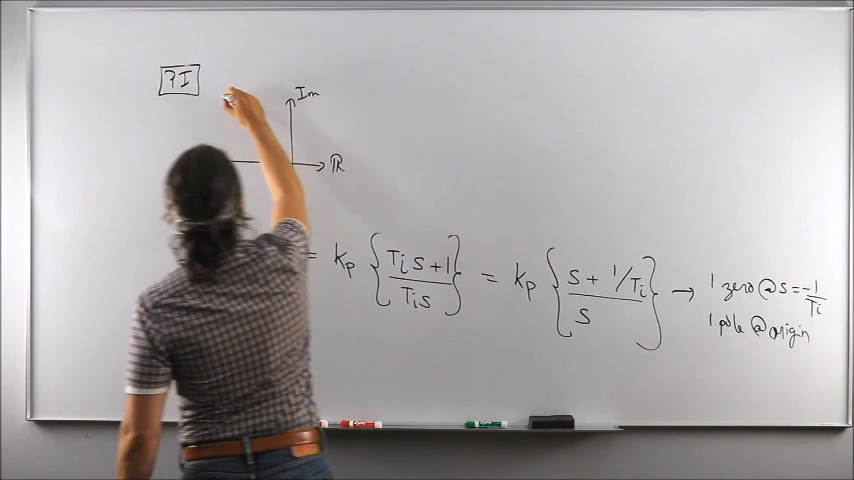 PI
Im
ℝ
= kp { Tis+1 / Tis } = kp { s + 1/Ti / s } → 1 zero @ s = -1/Ti
1 pole @ origin